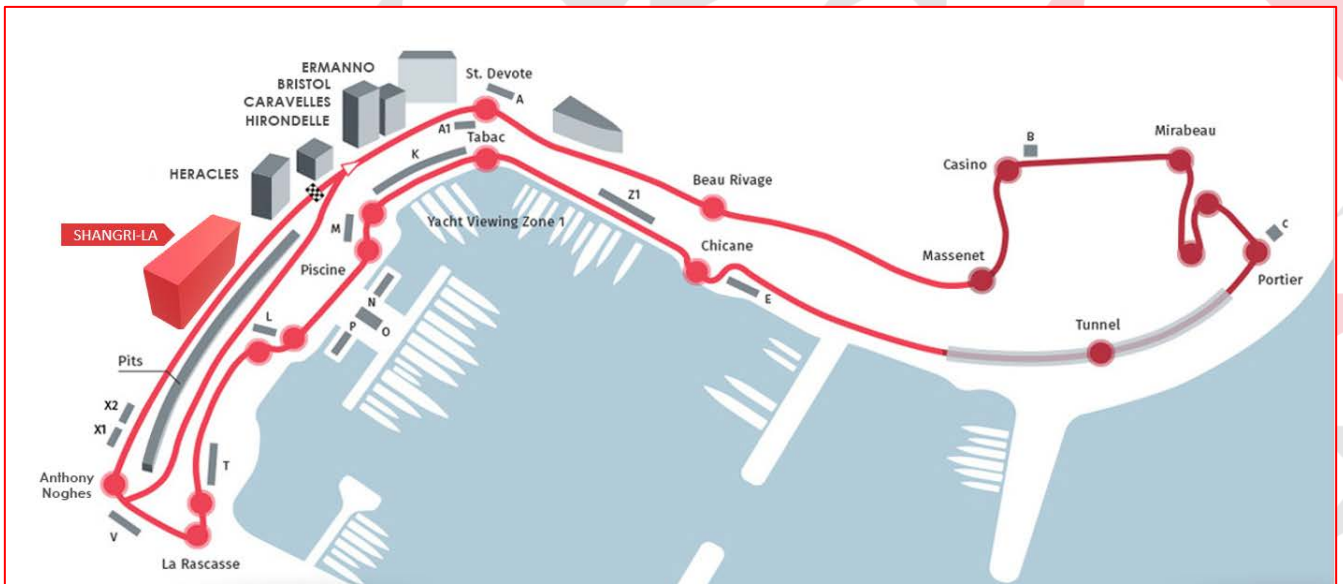 ERMANNO
BRISTOL
CARAVELLES
HIRONDELLE
HERACLES
SHANGRI-LA
St. Devote
A
A1
Tabac
K
M
Yacht Viewing Zone 1
Z1
Piscine
N
O
P
L
Pits
X2
X1
Anthony
Noghes
V
T
La Rascasse
Beau Rivage
Chicane
E
Massenet
Casino
B
Mirabeau
C
Portier
Tunnel